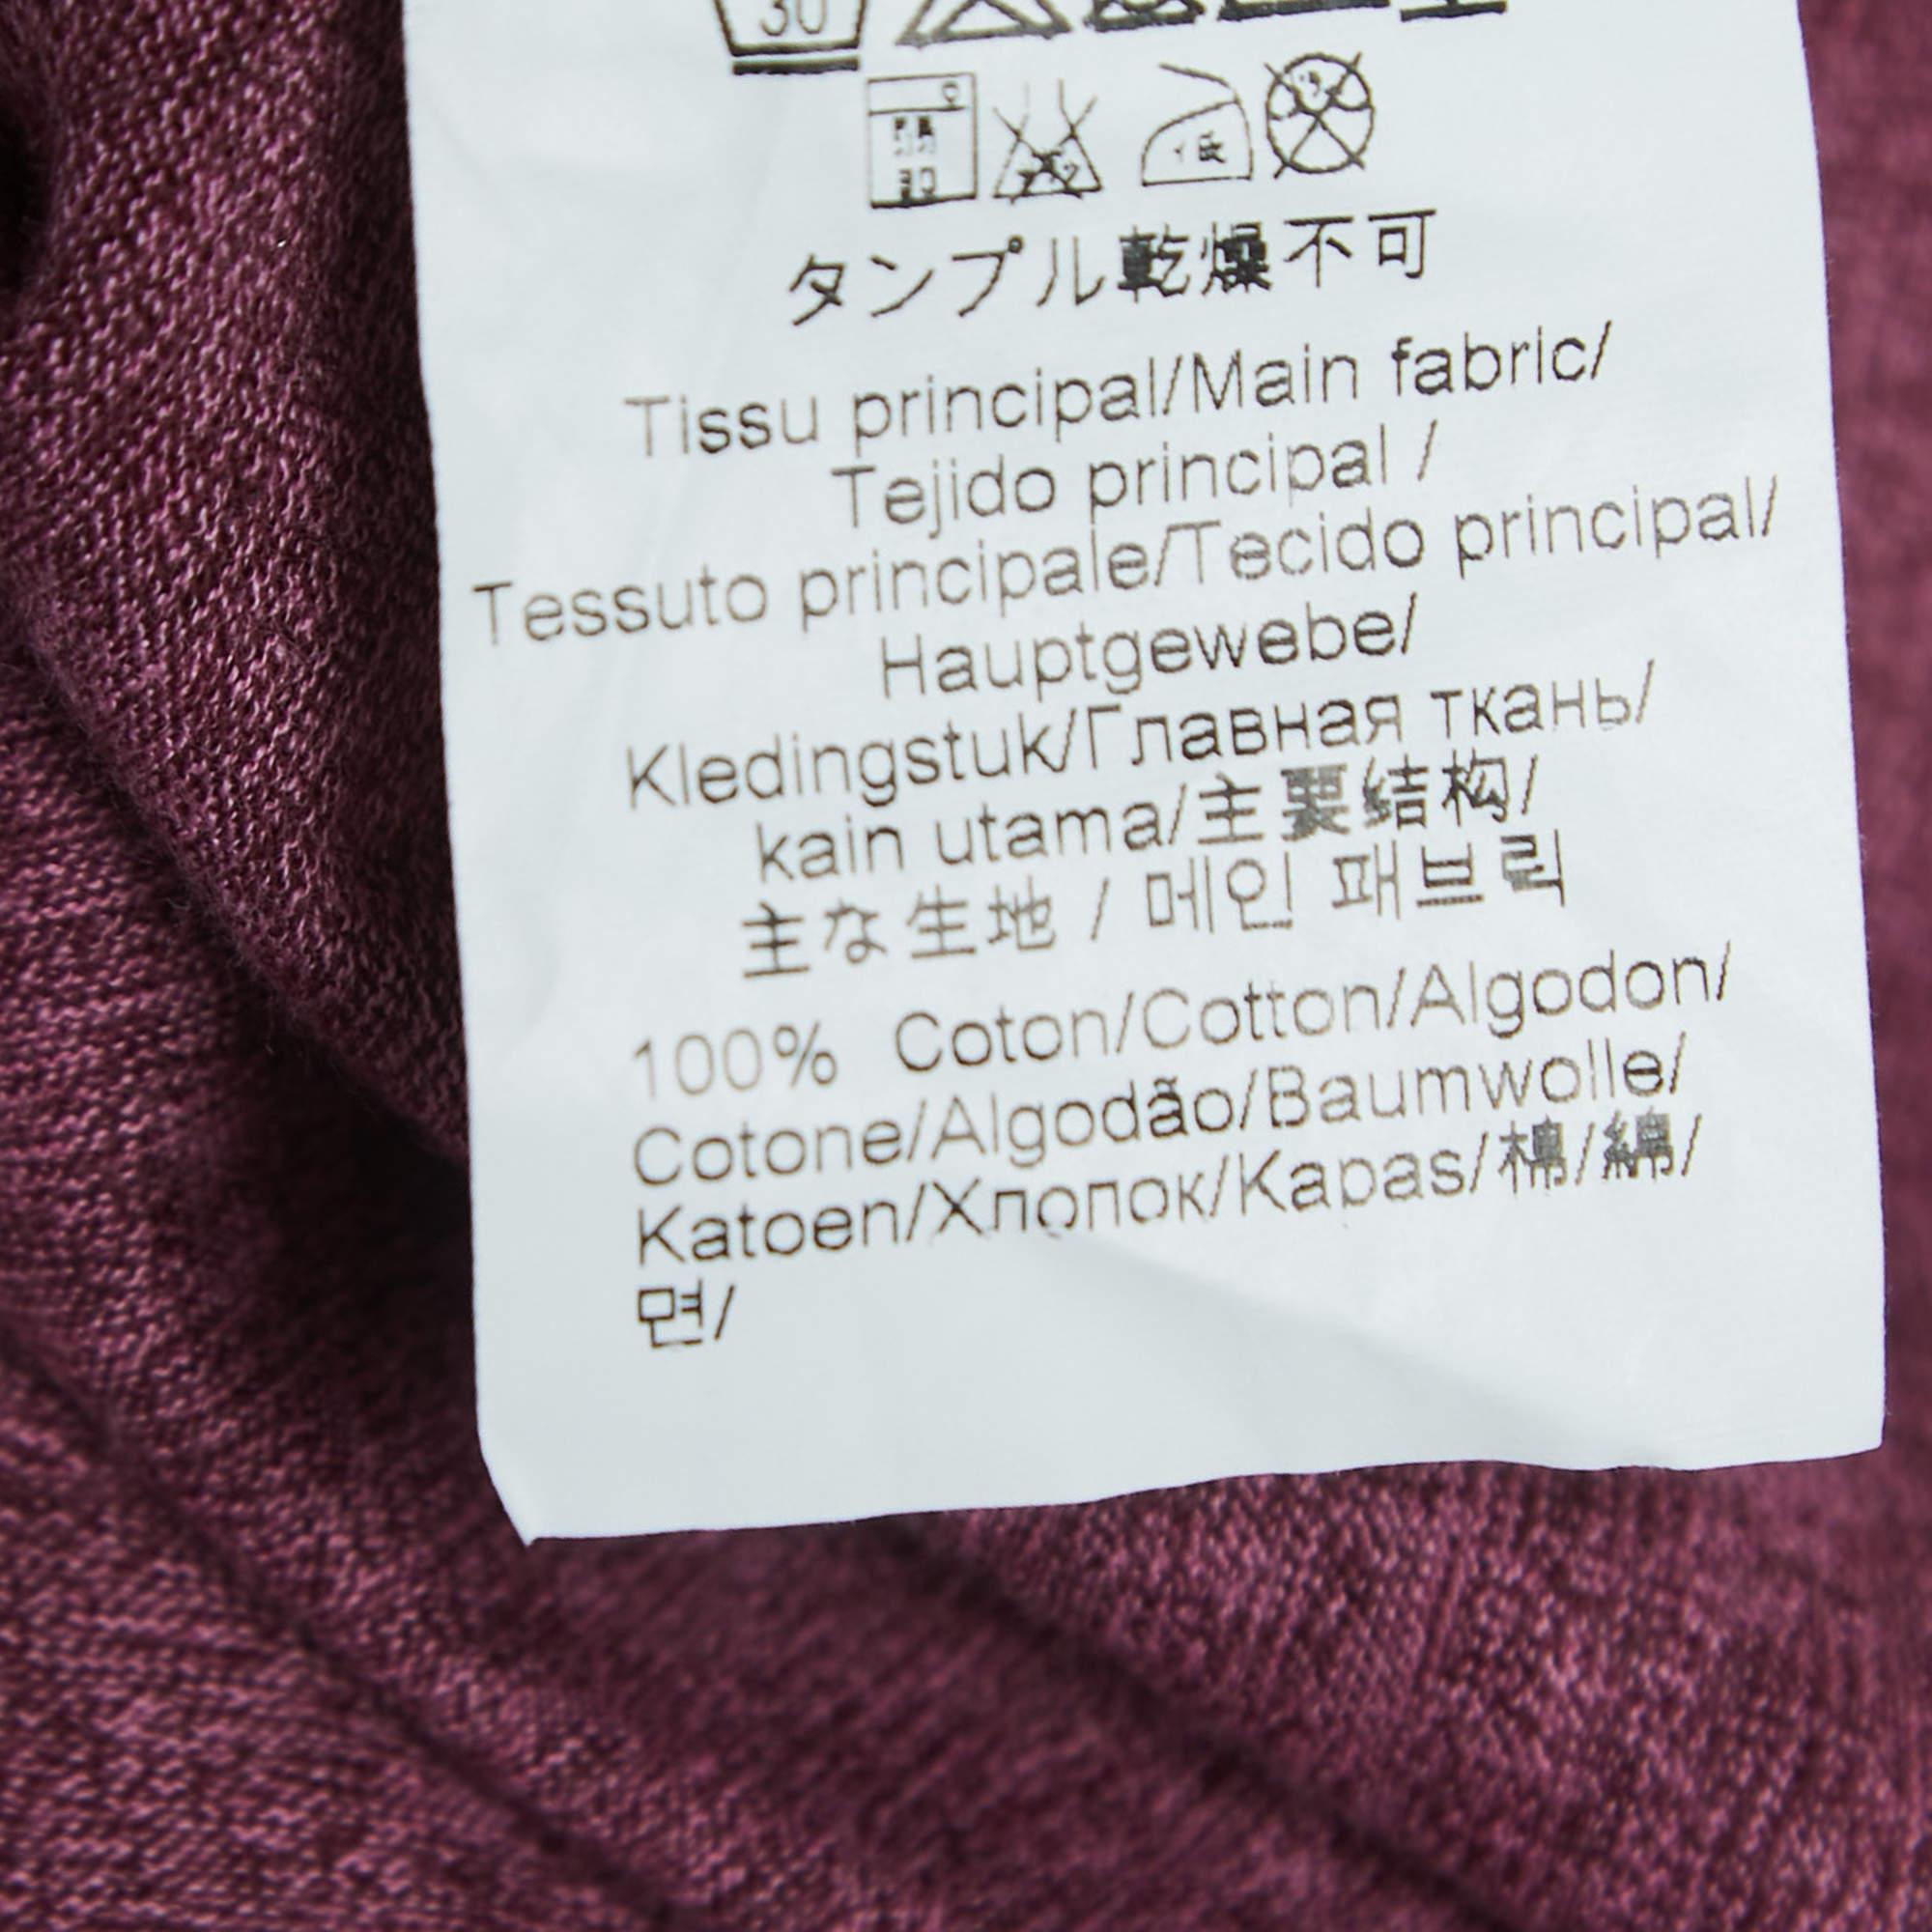 30
タンプル乾燥不可
Tissu principal/Main fabric/
Tejido principal /
Tessuto principale/Tecido principal/
Hauptgewebe/
Kledingstuk/Главная ткань/
kain utama/主要结构/
主な生地 / 메인 패브릭
100% Coton/Cotton/Algodon/
Cotone/Algodão/Baumwolle/
Katoen/Хлопок/Kapas/棉/綿/
면/